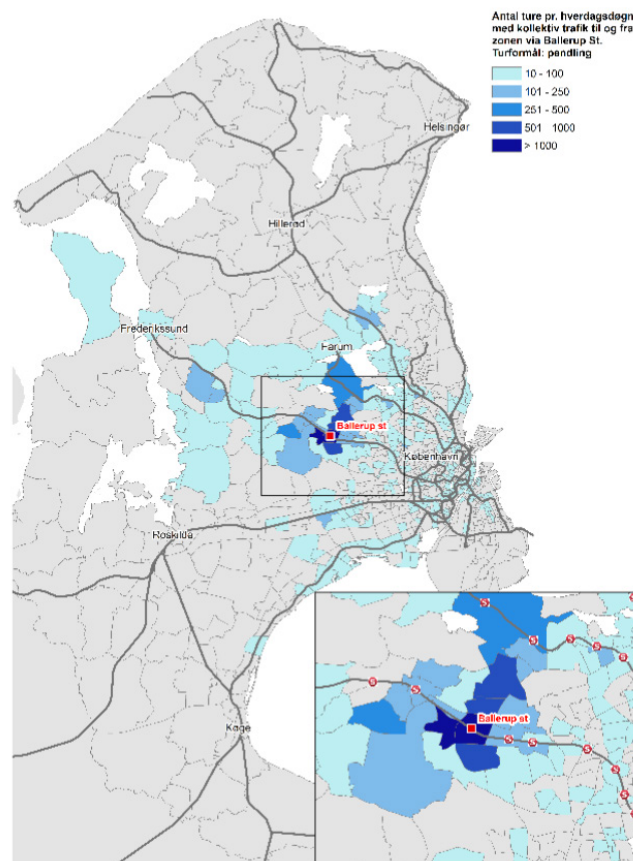 Antal ture pr. hverdagsdøgn
med kollektiv trafik til og fra
zonen via Ballerup St.
Turformål: pendling
10 - 100
101 - 250
251 - 500
501 1000
> 1000
Helsingør
Hillerød
Frederikssund
Farum
Ballerup st
København
Roskilde
Køge
S
S
S
S
S
S
S
Ballerup st
S
S
S
S
S
S
S
S